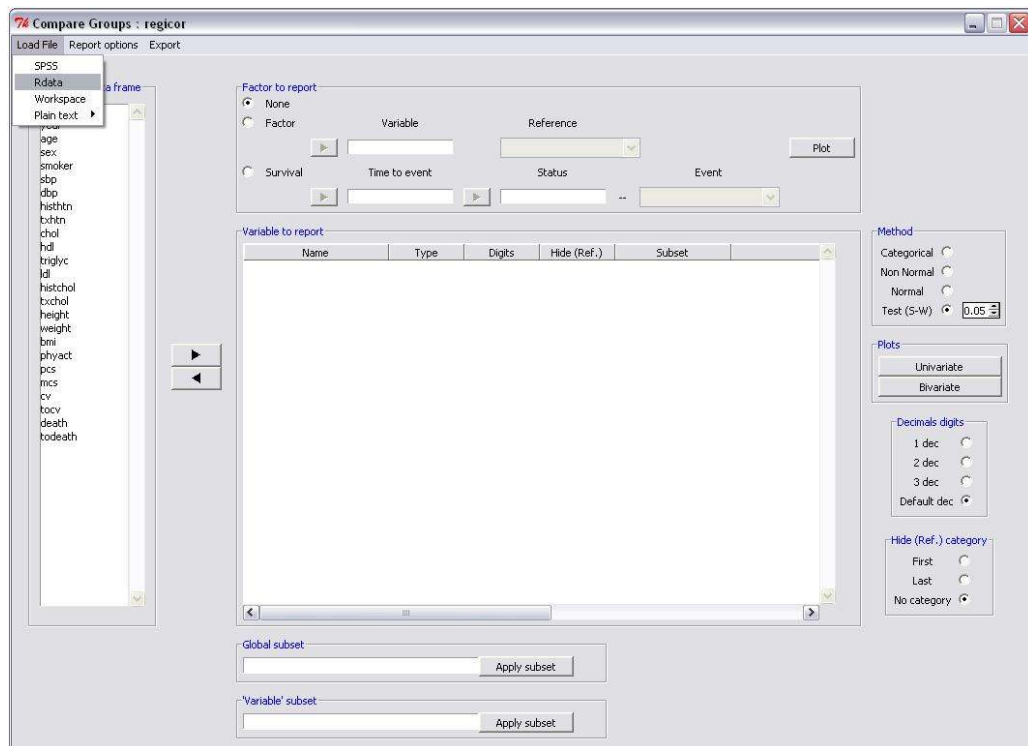 Compare Groups : regicor
Load File Report options Export
SPSS
Rdata
Workspace
Plain text
a frame
year
age
sex
smoker
sbp
dbp
histhtn
txhtn
chol
hdl
triglyc
ldl
histchol
txchol
height
weight
bmi
phyact
pcs
mcs
cv
tocv
death
todeath
Factor to report
None
Factor Variable Reference
Plot
Survival Time to event Status Event
--
Variable to report
Name Type Digits Hide (Ref.) Subset
Method
Categorical
Non Normal
Normal
Test (S-W) 0.05
Plots
Univariate
Bivariate
Decimals digits
1 dec
2 dec
3 dec
Default dec
Hide (Ref.) category
First
Last
No category
Global subset
Apply subset
'Variable' subset
Apply subset